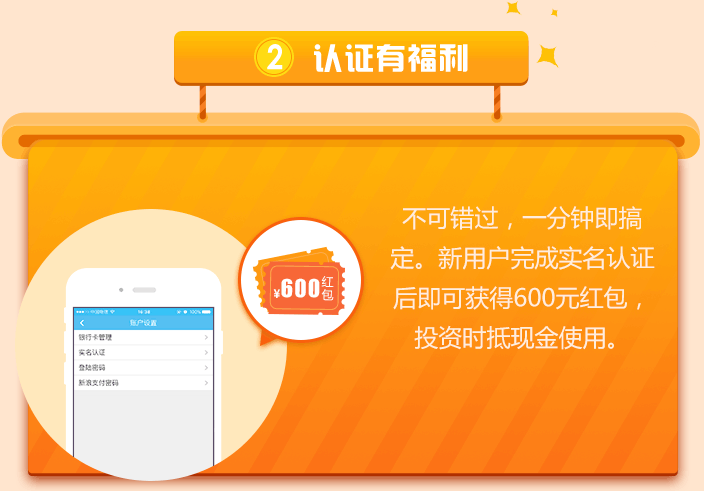 2 认证有福利
不可错过，一分钟即搞
定。新用户完成实名认证
后即可获得600元红包，
投资时抵现金使用。
¥600红包
账户设置
银行卡管理
实名认证
登陆密码
新浪支付密码